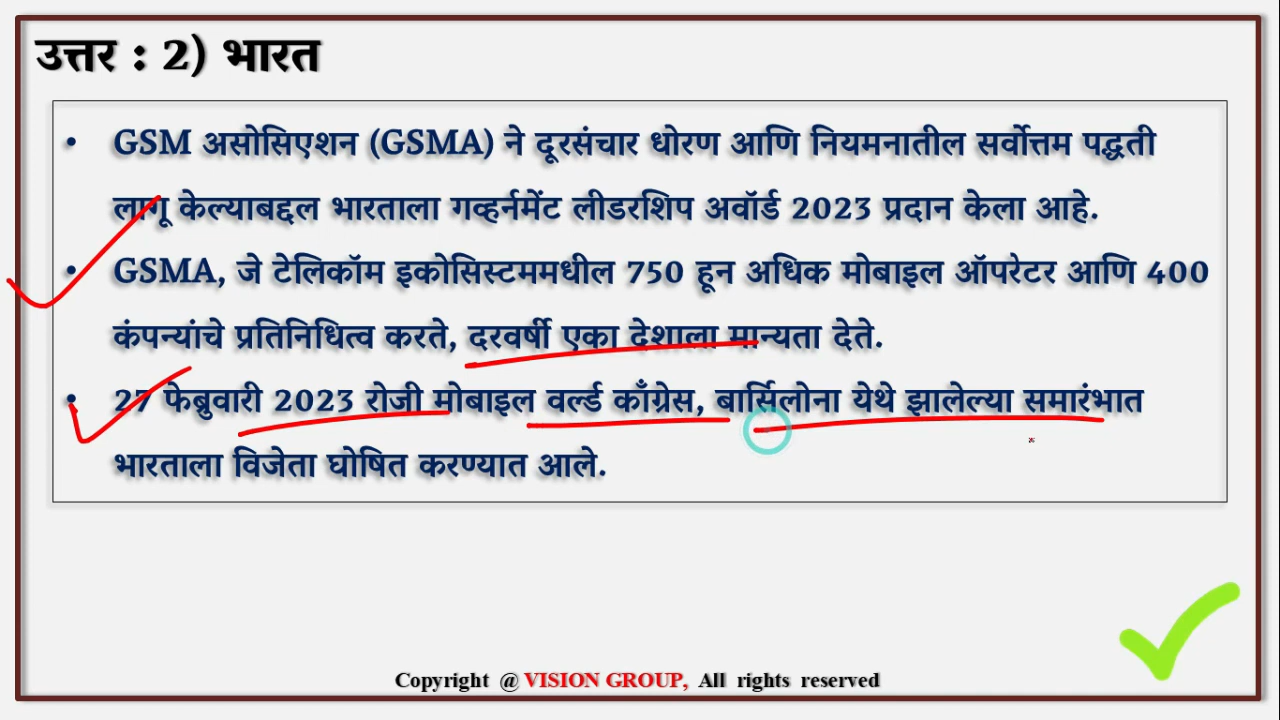 उत्तर : 2) भारत
• GSM असोसिएशन (GSMA) ने दूरसंचार धोरण आणि नियमनातील सर्वोत्तम पद्धती
लागू केल्याबद्दल भारताला गव्हर्नमेंट लीडरशिप अवॉर्ड 2023 प्रदान केला आहे.
• GSMA, जे टेलिकॉम इकोसिस्टममधील 750 हून अधिक मोबाइल ऑपरेटर आणि 400
कंपन्यांचे प्रतिनिधित्व करते, दरवर्षी एका देशाला मान्यता देते.
• 27 फेब्रुवारी 2023 रोजी मोबाइल वर्ल्ड काँग्रेस, बार्सिलोना येथे झालेल्या समारंभात
भारताला विजेता घोषित करण्यात आले.
Copyright @ VISION GROUP, All rights reserved